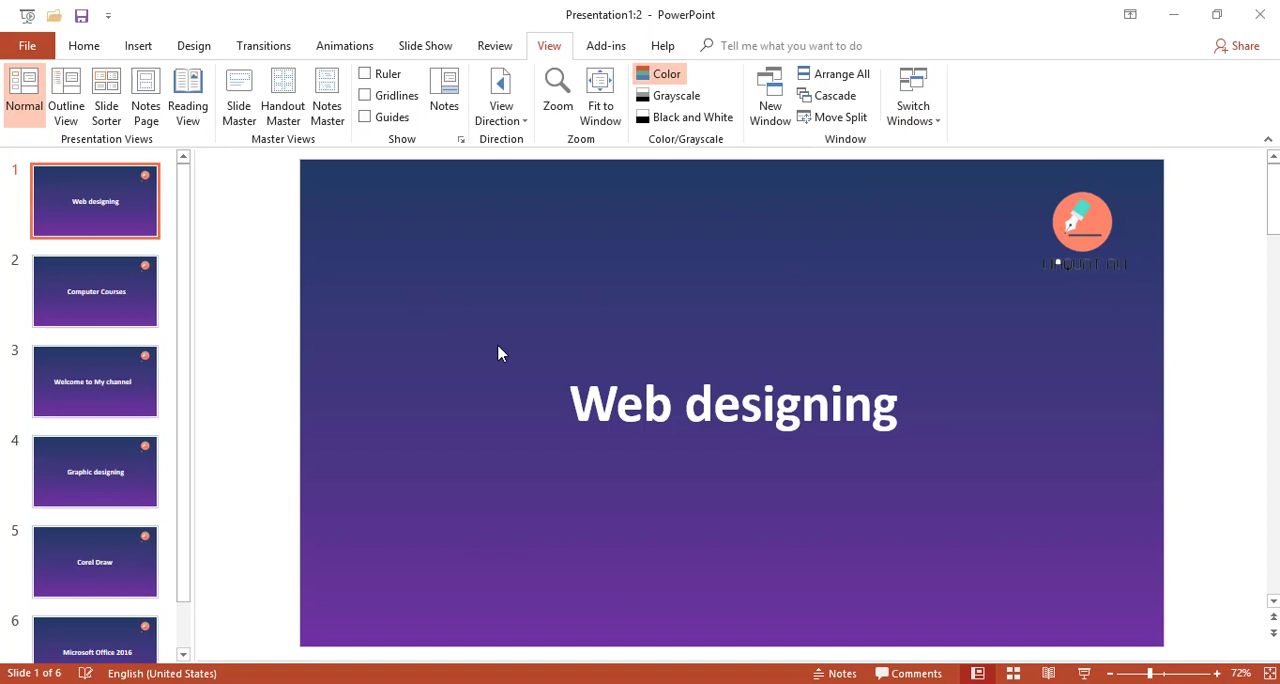 Presentation1:2 - PowerPoint
File Home Insert Design Transitions Animations Slide Show Review View Add-ins Help Tell me what you want to do Share
Normal
Outline View
Slide Sorter
Notes Page
Reading View
Presentation Views
Slide Master
Handout Master
Notes Master
Master Views
Ruler
Gridlines
Guides
Notes
Show
View Direction
Direction
Zoom
Fit to Window
Zoom
Color
Grayscale
Black and White
Color/Grayscale
New Window
Arrange All
Cascade
Move Split
Switch Windows
Window
1
Web designing
2
Computer Courses
3
Welcome to My channel
4
Graphic designing
5
Corel Draw
6
Microsoft Office 2016
LIAQUAT ALI
Web designing
Slide 1 of 6 English (United States) Notes Comments 72%